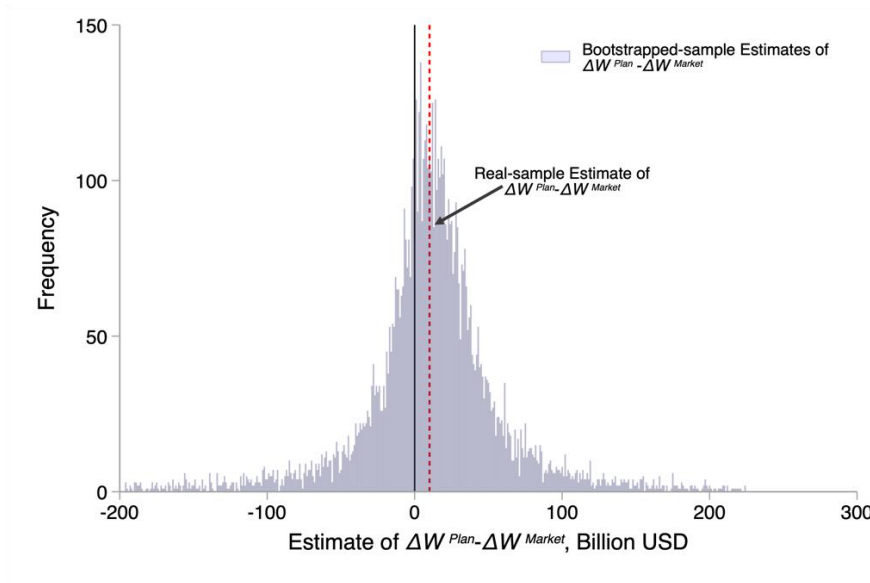 150
Bootstrapped-sample Estimates of
ΔW Plan -ΔW Market
Real-sample Estimate of
ΔW Plan-ΔW Market
100
Frequency
50
0
-200
-100
0
100
200
300
Estimate of ΔW Plan-ΔW Market, Billion USD